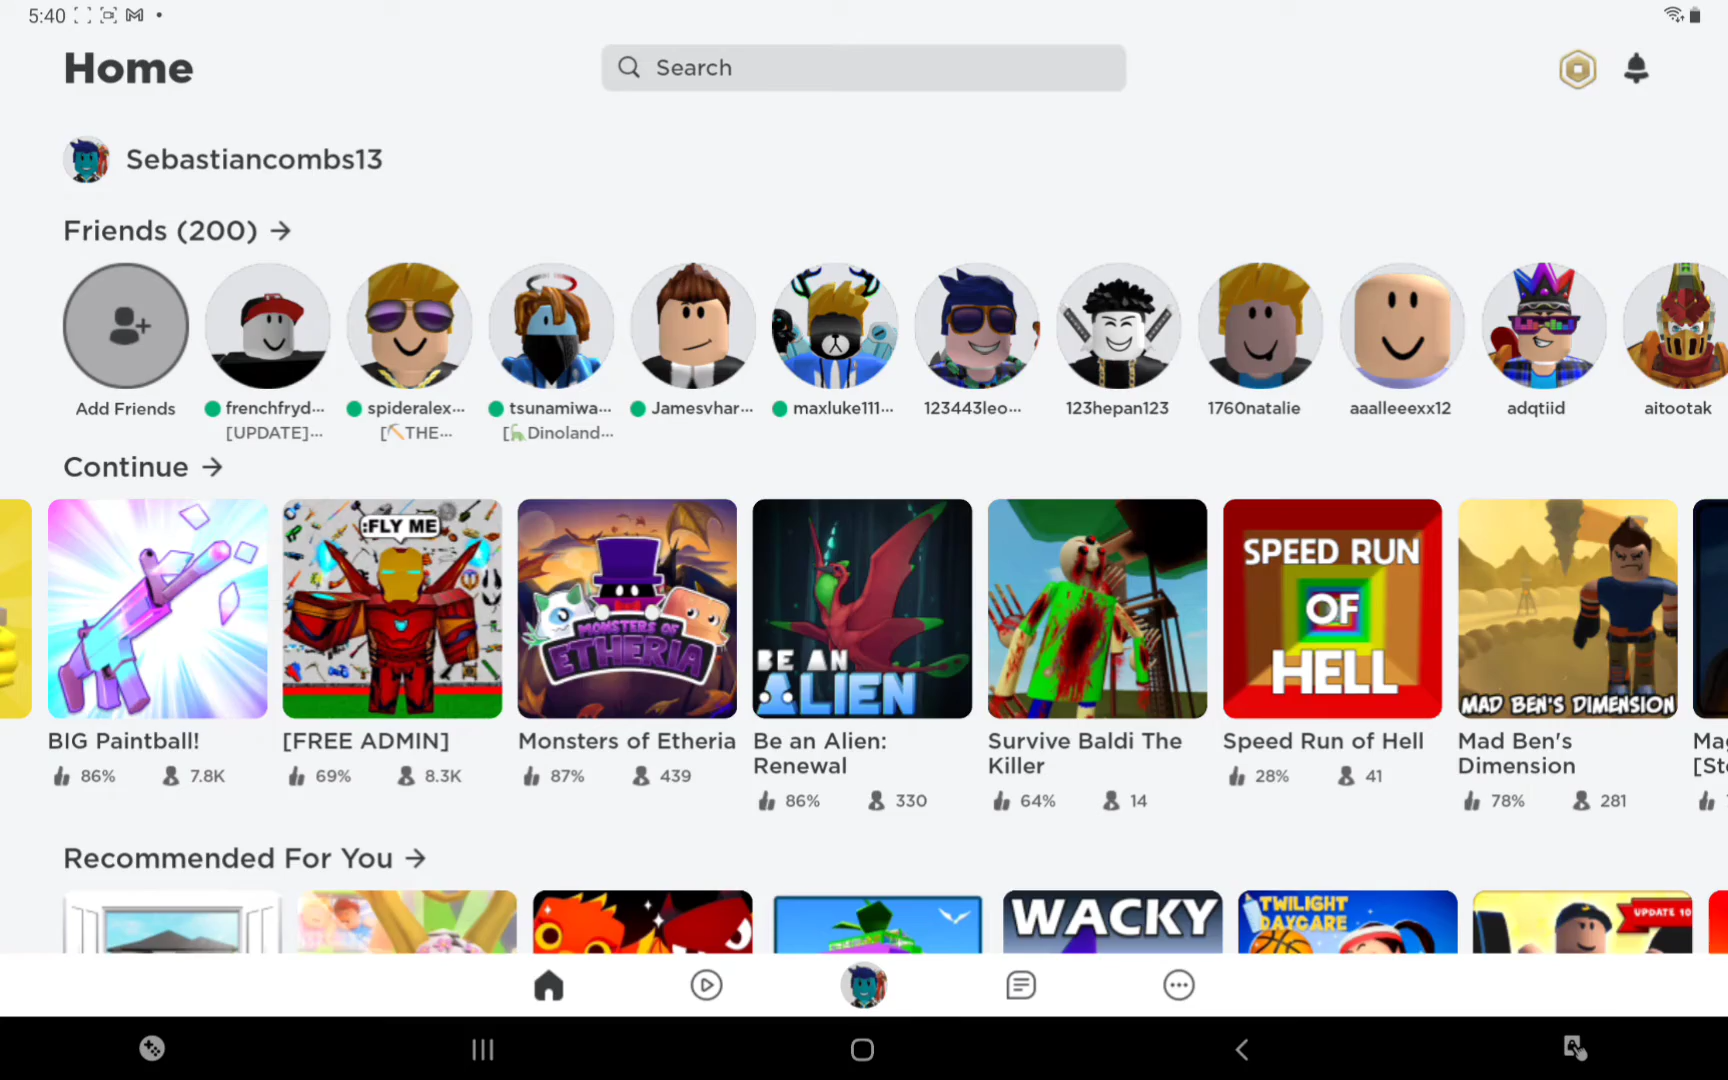 5:40
Home
Search
Sebastiancombs13
Friends (200) →
Add Friends
frenchfryd...
spideralex...
tsunamiwa...
Jamesvhar...
maxluke111...
123443leo...
123hepan123
1760natalie
aaalleeexx12
adqtiid
aitootak
[UPDATE]...
[⛏THE...
[🦕Dinoland...
Continue →
:FLY ME
MONSTERS OF
ETHERIA
BE AN
ALIEN
SPEED RUN
OF
HELL
MAD BEN'S DIMENSION
BIG Paintball!
86% 7.8K
[FREE ADMIN]
69% 8.3K
Monsters of Etheria
87% 439
Be an Alien:
Renewal
86% 330
Survive Baldi The
Killer
64% 14
Speed Run of Hell
28% 41
Mad Ben's
Dimension
78% 281
Recommended For You →
WACKY
TWILIGHT
DAYCARE
UPDATE 10